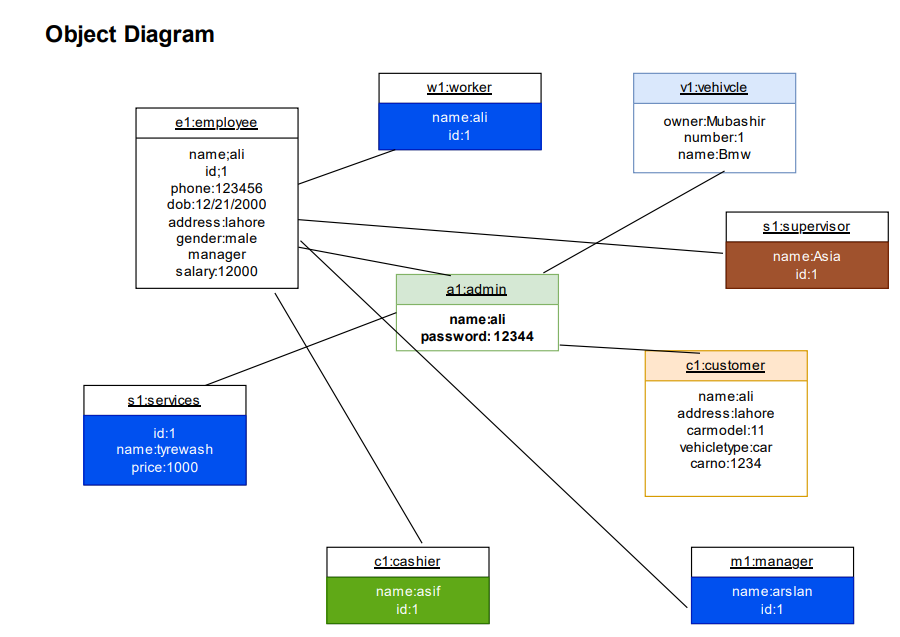 Object Diagram
w1:worker
name:ali
id:1
v1:vehivcle
owner:Mubashir
number:1
name:Bmw
e1:employee
name;ali
id;1
phone:123456
dob:12/21/2000
address:lahore
gender:male
manager
salary:12000
s1:supervisor
name:Asia
id:1
a1:admin
name:ali
password: 12344
c1:customer
name:ali
address:lahore
carmodel:11
vehicletype:car
carno:1234
s1:services
id:1
name:tyrewash
price:1000
c1:cashier
name:asif
id:1
m1:manager
name:arslan
id:1